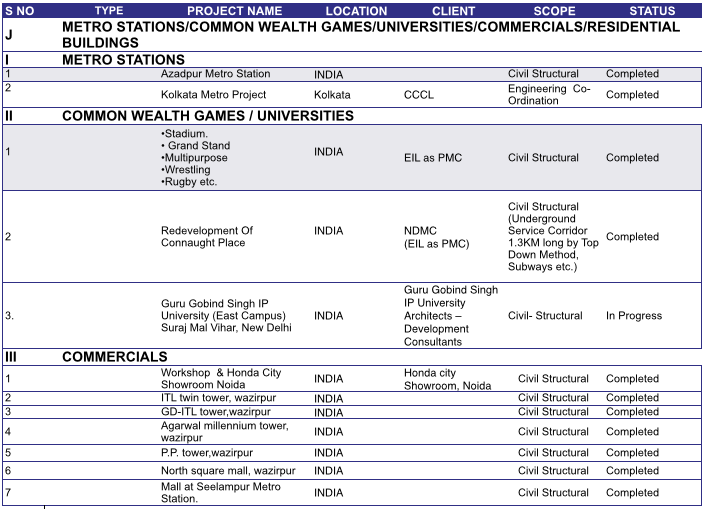 S NO TYPE PROJECT NAME LOCATION CLIENT SCOPE STATUS
J METRO STATIONS/COMMON WEALTH GAMES/UNIVERSITIES/COMMERCIALS/RESIDENTIAL
BUILDINGS
I METRO STATIONS
1 Azadpur Metro Station INDIA Civil Structural Completed
2 Kolkata Metro Project Kolkata CCCL Engineering Co-
Ordination Completed
II COMMON WEALTH GAMES / UNIVERSITIES
1
•Stadium.
• Grand Stand
•Multipurpose
•Wrestling
•Rugby etc.
INDIA EIL as PMC Civil Structural Completed
2
Redevelopment Of
Connaught Place
INDIA
NDMC
(EIL as PMC)
Civil Structural
(Underground
Service Corridor
1.3KM long by Top
Down Method,
Subways etc.)
Completed
3.
Guru Gobind Singh IP
University (East Campus)
Suraj Mal Vihar, New Delhi
INDIA
Guru Gobind Singh
IP University
Architects –
Development
Consultants
Civil- Structural In Progress
III COMMERCIALS
1
Workshop & Honda City
Showroom Noida
INDIA
Honda city
Showroom, Noida
Civil Structural Completed
2 ITL twin tower, wazirpur INDIA Civil Structural Completed
3 GD-ITL tower,wazirpur INDIA Civil Structural Completed
4
Agarwal millennium tower,
wazirpur
INDIA Civil Structural Completed
5 P.P. tower,wazirpur INDIA Civil Structural Completed
6 North square mall, wazirpur INDIA Civil Structural Completed
7
Mall at Seelampur Metro
Station.
INDIA Civil Structural Completed